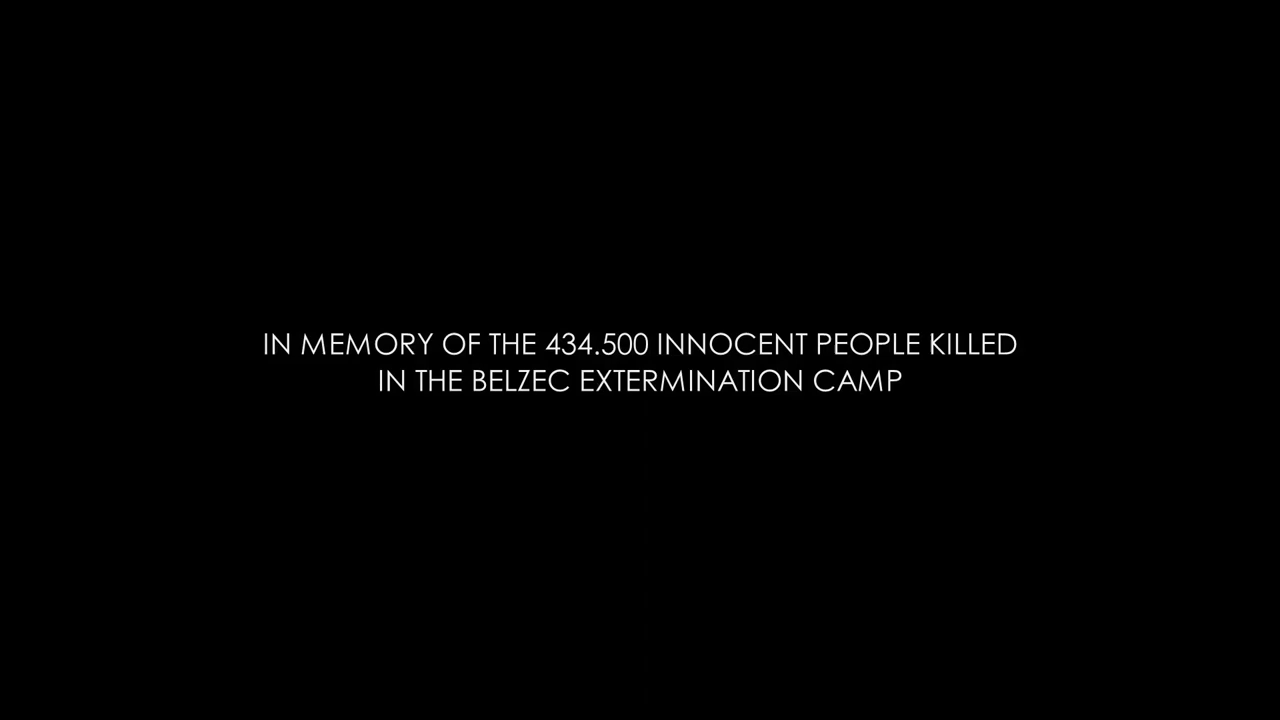 IN MEMORY OF THE 434.500 INNOCENT PEOPLE KILLED
IN THE BELZEC EXTERMINATION CAMP